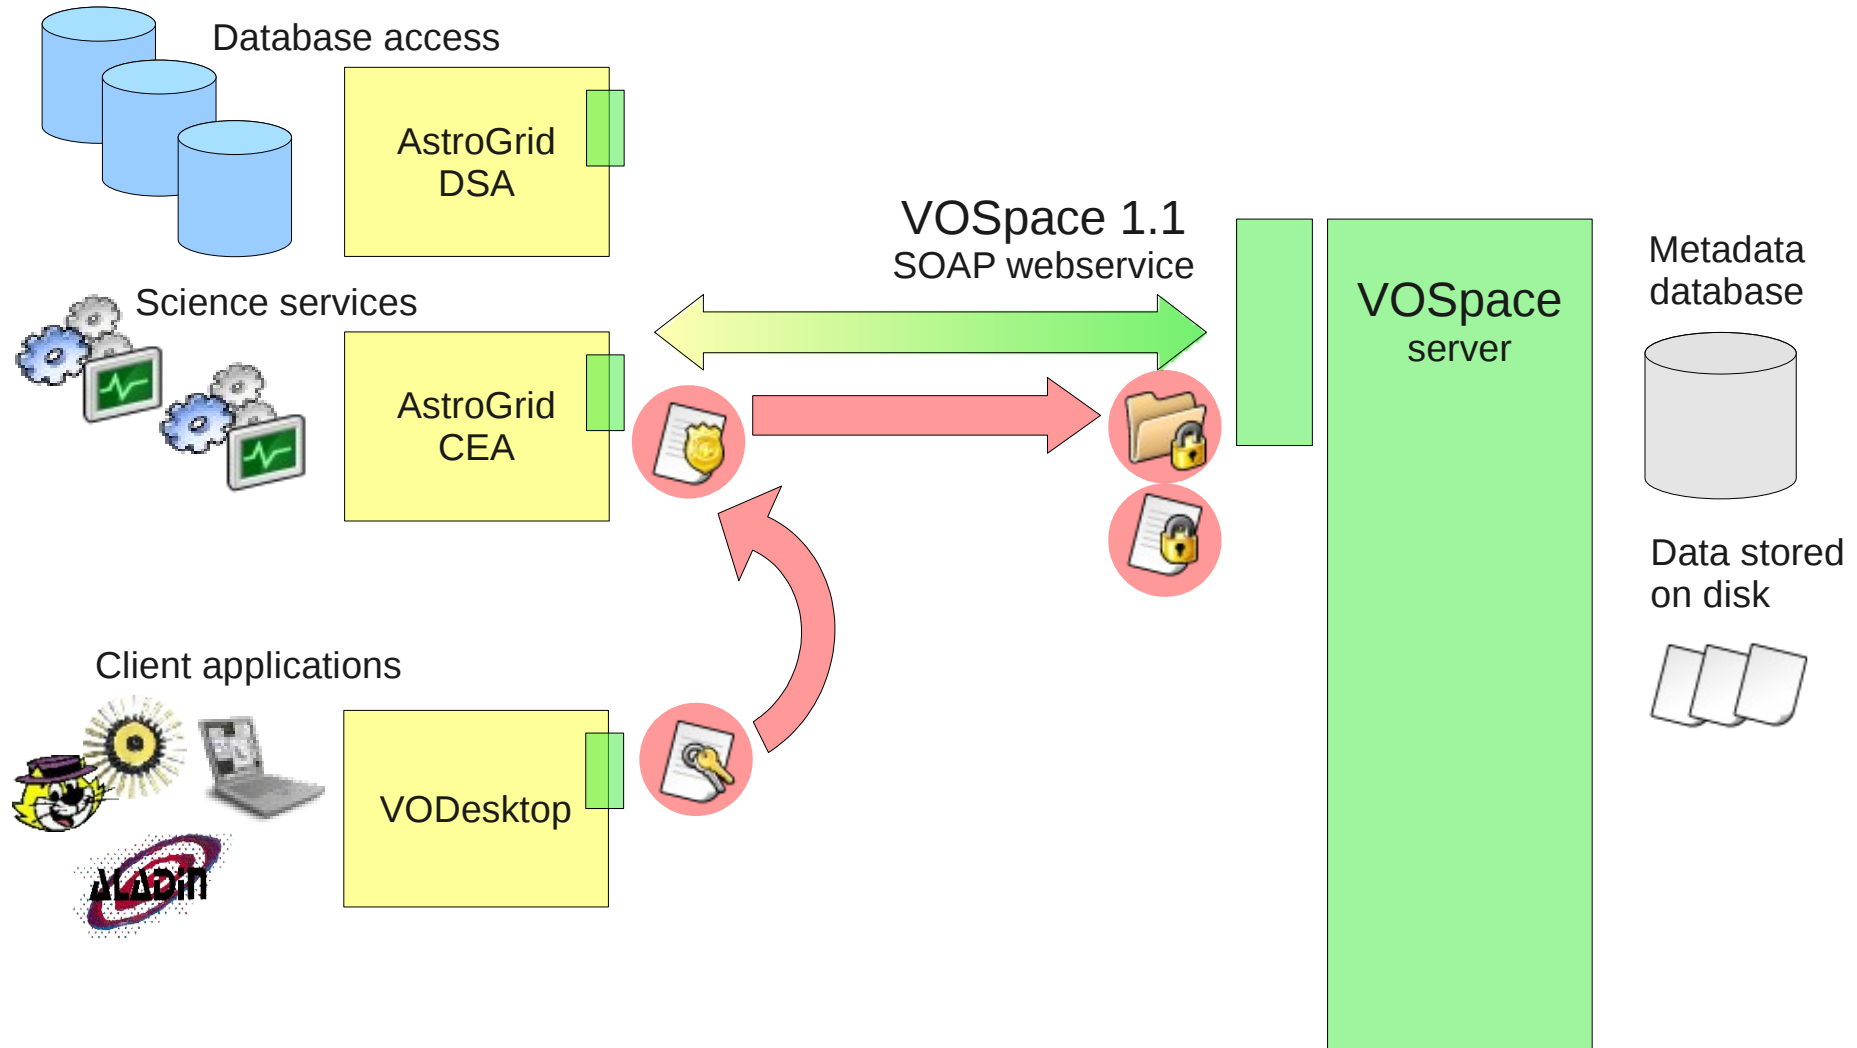 Database access
AstroGrid
DSA
VOSpace 1.1
SOAP webservice
Science services
AstroGrid
CEA
VOSpace
server
Metadata
database
Data stored
on disk
Client applications
VODesktop
ALADIN